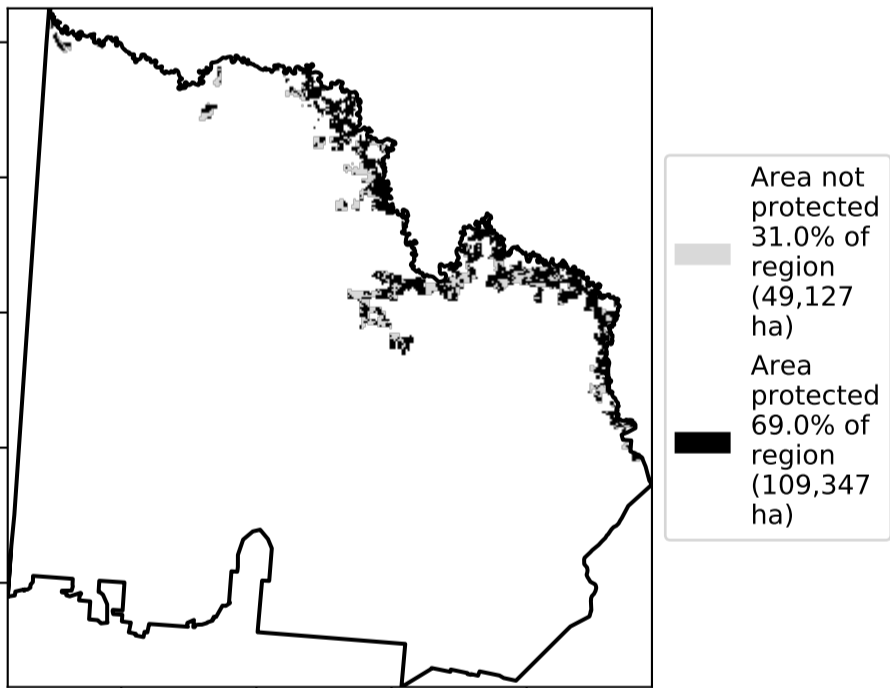 Area not
protected
31.0% of
region
(49,127
ha)
Area
protected
69.0% of
region
(109,347
ha)